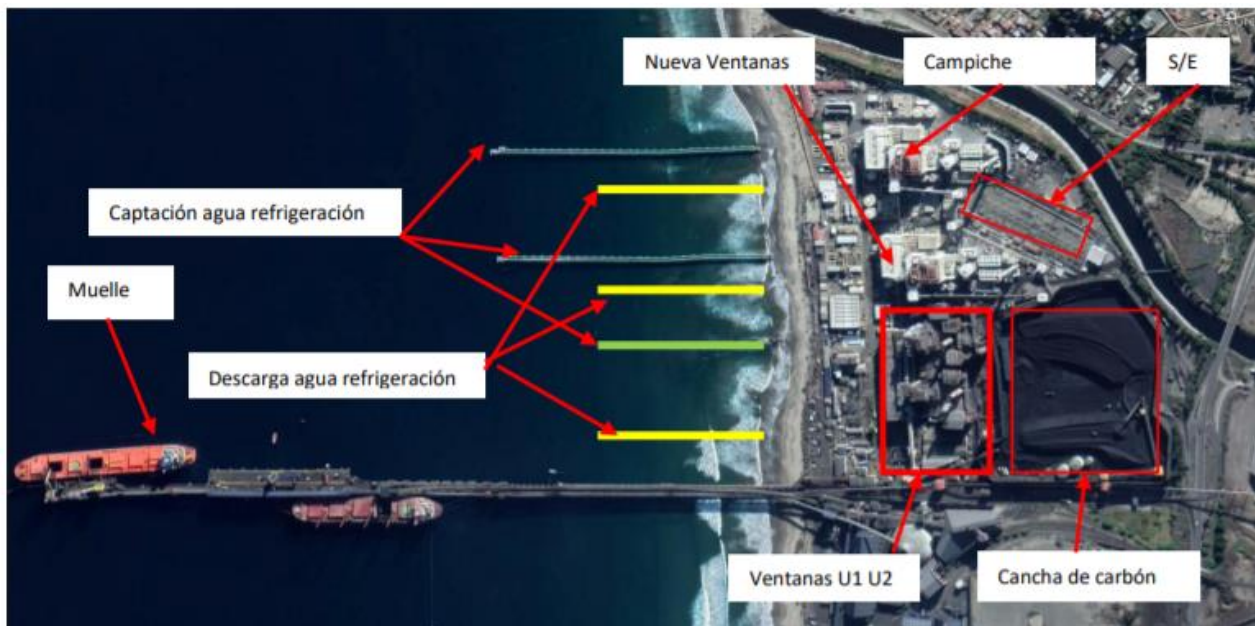 Nueva Ventanas
Campiche
S/E
Captación agua refrigeración
Muelle
Descarga agua refrigeración
Ventanas U1 U2
Cancha de carbón